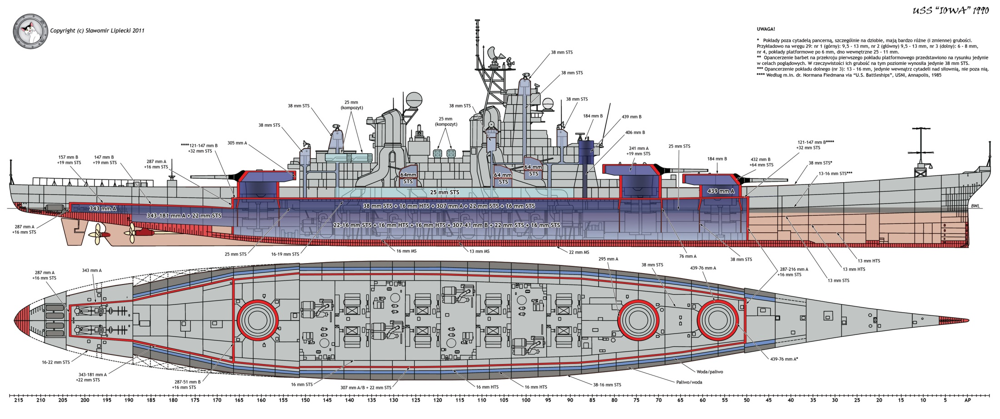 USS "IOWA" 1990
Copyright (c) Sławomir Lipiecki 2011
UWAGA!
* Pokłady poza cytadelą pancerną, szczególnie na dziobie, mają bardzo różne (i zmienne) grubości.
Przykładowo na wręgu 29: nr 1 (górny): 9,5 - 13 mm, nr 2 (główny) 9,5 - 13 mm, nr 3 (dolny): 6 - 8 mm,
nr 4, pokłady platformowe po 6 mm, dno wewnętrzne 25 - 11 mm.
** Opancerzenie barbet na przekroju pierwszego pokładu platformowego przedstawiono na rysunku jedynie
w celach poglądowych. W rzeczywistości ich grubość na tym poziomie wynosiła jedynie 38 mm STS.
*** Opancerzenie pokładu dolnego (nr 3): 13 - 16 mm, jedynie wewnątrz cytadeli nad siłownią, nie poza nią.
**** Według m.in. dr. Normana Fiedmana via "U.S. Battleships", USNI, Annapolis, 1985
38 mm STS
38 mm STS
38 mm STS
25 mm
(kompozyt)
38 mm STS
38 mm STS
38 mm STS
25 mm
(kompozyt)
184 mm B
439 mm B
406 mm B
****121-147 mm B
+32 mm STS
305 mm A
241 mm A
+19 mm STS
25 mm STS
121-147 mm B****
+32 mm STS
157 mm B
+19 mm STS
147 mm B
+19 mm STS
287 mm A
+16 mm STS
184 mm B
432 mm B
+64 mm STS
38 mm STS*
13-16 mm STS***
64mm
STS
64 mm
STS
64 mm
STS
439 mm A
25 mm STS
343 mm A
38 mm STS + 16 mm HTS + 307 mm A + 22 mm STS + 16 mm STS
BWL
343-181 mm A + 22 mm STS
22-16 mm STS + 16 mm HTS + 16 mm HTS + 307-41 mm B + 22 mm STS + 16 mm STS
287 mm A
+16 mm STS
25 mm STS
16-19 mm STS
16 mm MS
13 mm MS
22 mm MS
76 mm A
38 mm STS
13 mm HTS
13 mm HTS
13 mm STS
287 mm A
+16 mm STS
343 mm A
295 mm A
38 mm STS
439-76 mm A
287-216 mm A
+16 mm STS
16-22 mm STS
343-181 mm A
+22 mm STS
287-51 mm B
+16 mm STS
16 mm STS
307 mm A/B + 22 mm STS
16 mm HTS
16 mm HTS
38-16 mm STS
Paliwo/woda
Woda/paliwo
439-76 mm A*
215 210 205 200 195 190 185 180 175 170 165 160 155 150 145 140 135 130 125 120 115 110 105 100 95 90 85 80 75 70 65 60 55 50 45 40 35 30 25 20 15 10 5 AP